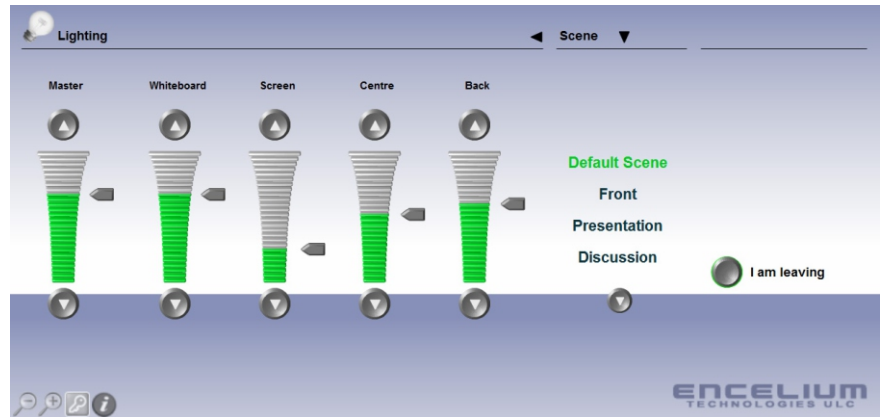 Lighting
Scene
Master
Whiteboard
Screen
Centre
Back
Default Scene
Front
Presentation
Discussion
I am leaving
ENCELIUM
TECHNOLOGIES ULC